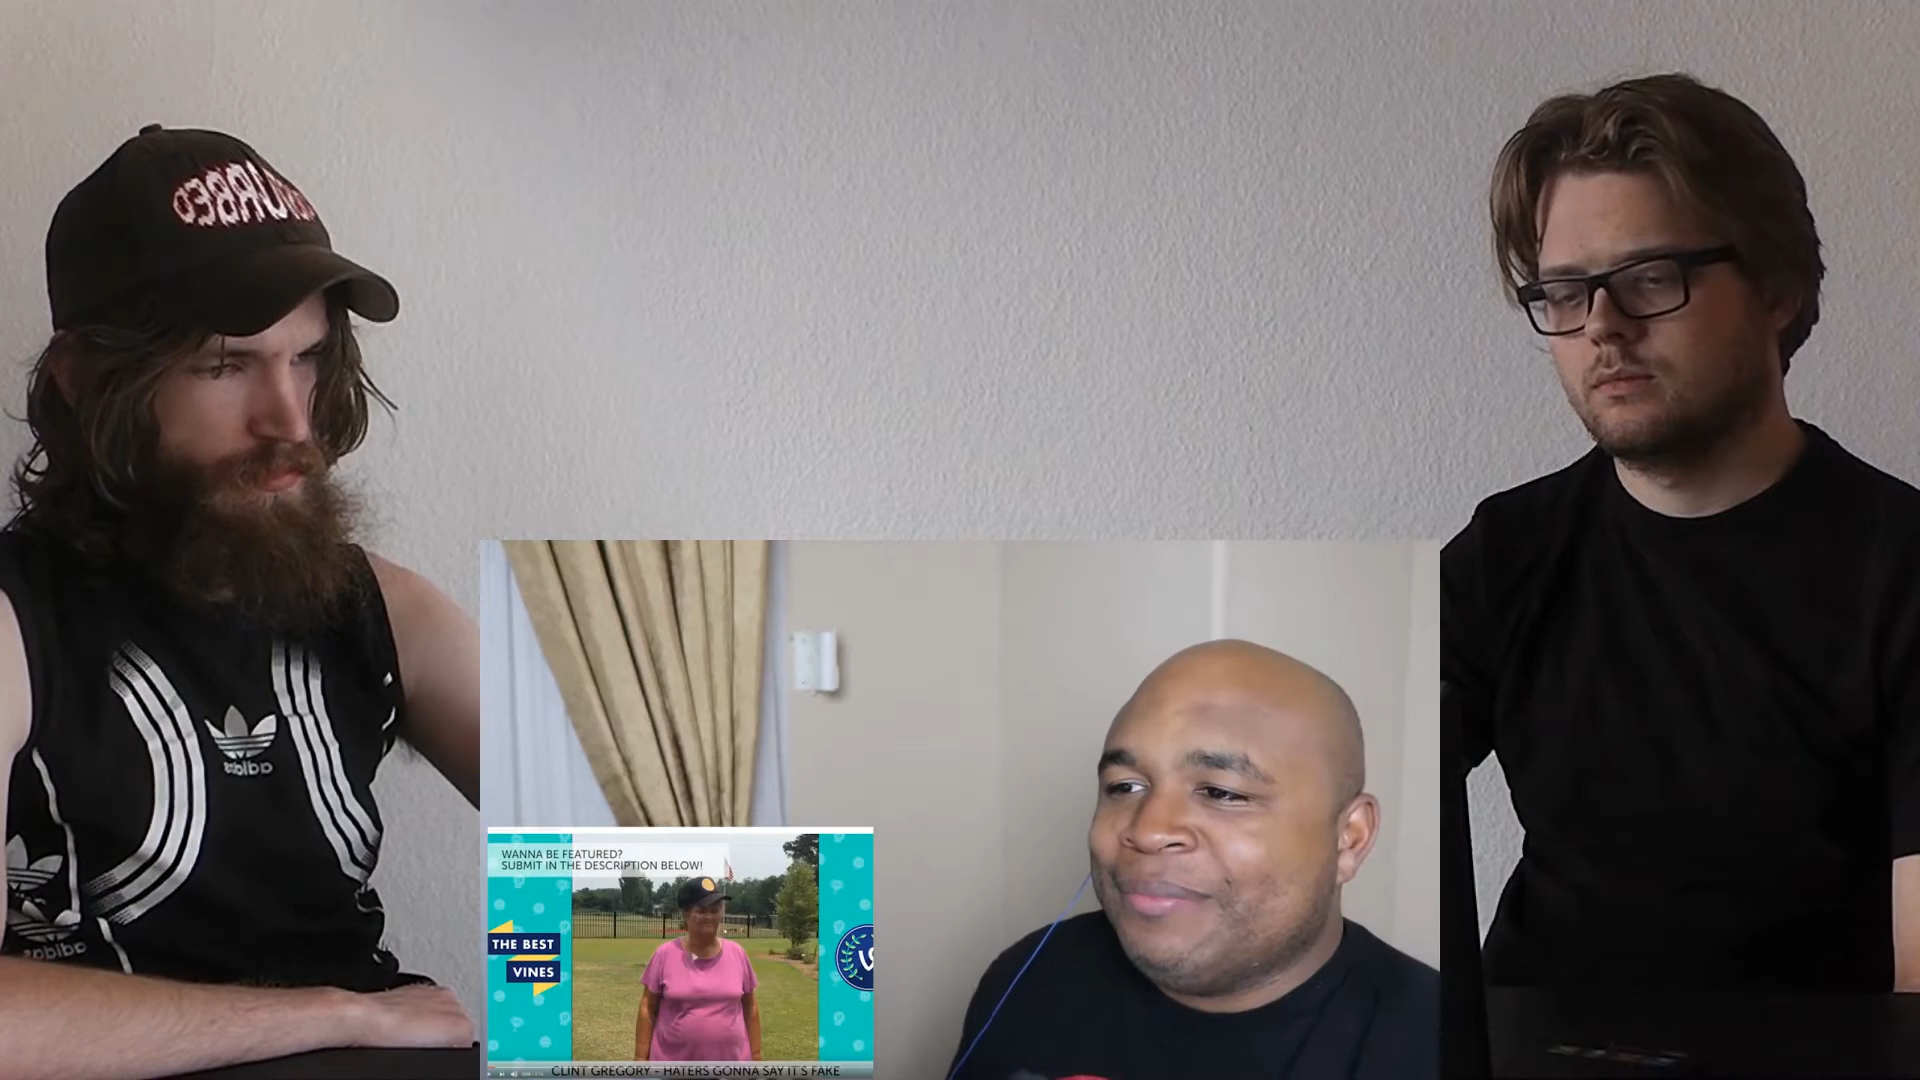 adidas
adidas
WANNA BE FEATURED?
SUBMIT IN THE DESCRIPTION BELOW!
THE BEST
VINES
CLINT GREGORY - HATERS GONNA SAY IT'S FAKE